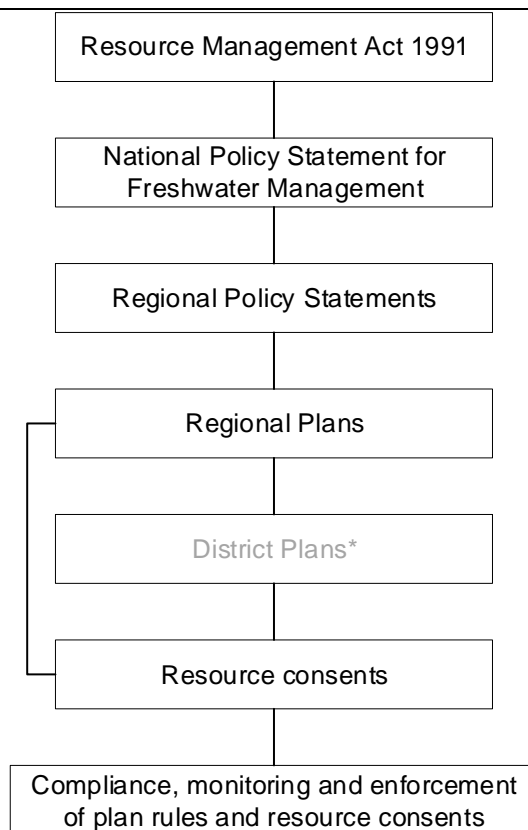 Resource Management Act 1991
National Policy Statement for
Freshwater Management
Regional Policy Statements
Regional Plans
District Plans*
Resource consents
Compliance, monitoring and enforcement
of plan rules and resource consents